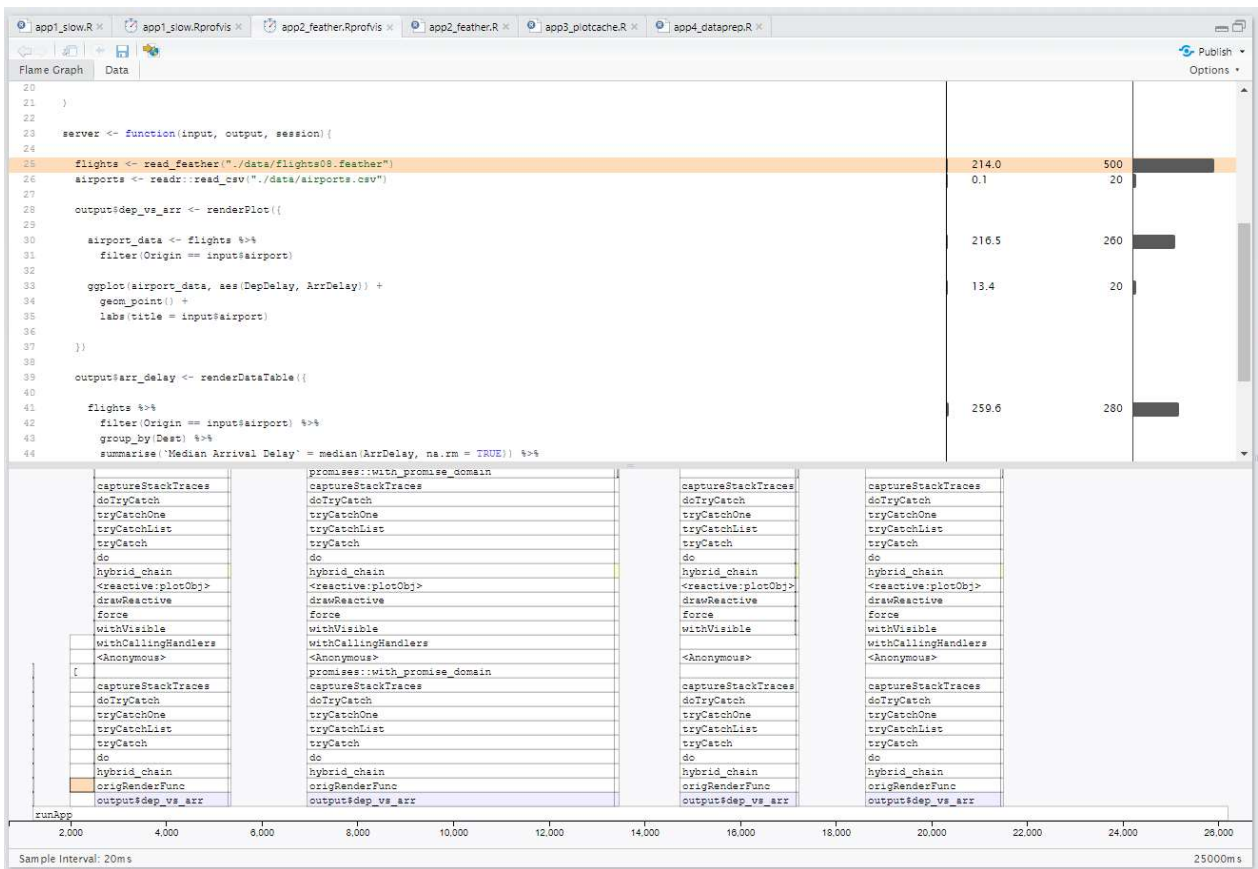 app1_slow.R × app1_slow.Rprofvis × app2_feather.Rprofvis × app2_feather.R × app3_plotcache.R × app4_dataprep.R ×
Publish
Flame Graph Data Options
20
21 }
22
23 server <- function(input, output, session){
24
25 flights <- read_feather("./data/flights08.feather") 214.0 500
26 airports <- readr::read_csv("./data/airports.csv") 0.1 20
27
28 output$dep_vs_arr <- renderPlot({
29
30 airport_data <- flights %>% 216.5 260
31 filter(Origin == input$airport)
32
33 ggplot(airport_data, aes(DepDelay, ArrDelay)) + 13.4 20
34 geom_point() +
35 labs(title = input$airport)
36
37 })
38
39 output$arr_delay <- renderDataTable({
40
41 flights %>% 259.6 280
42 filter(Origin == input$airport) %>%
43 group_by(Dest) %>%
44 summarise(`Median Arrival Delay` = median(ArrDelay, na.rm = TRUE)) %>%
promises::with_promise_domain
captureStackTraces captureStackTraces captureStackTraces captureStackTraces
doTryCatch doTryCatch doTryCatch doTryCatch
tryCatchOne tryCatchOne tryCatchOne tryCatchOne
tryCatchList tryCatchList tryCatchList tryCatchList
tryCatch tryCatch tryCatch tryCatch
do do do do
hybrid_chain hybrid_chain hybrid_chain hybrid_chain
<reactive:plotObj> <reactive:plotObj> <reactive:plotObj> <reactive:plotObj>
drawReactive drawReactive drawReactive drawReactive
force force force force
withVisible withVisible withVisible withVisible
withCallingHandlers withCallingHandlers withCallingHandlers
<Anonymous> <Anonymous> <Anonymous> <Anonymous>
[ promises::with_promise_domain
captureStackTraces captureStackTraces captureStackTraces captureStackTraces
doTryCatch doTryCatch doTryCatch doTryCatch
tryCatchOne tryCatchOne tryCatchOne tryCatchOne
tryCatchList tryCatchList tryCatchList tryCatchList
tryCatch tryCatch tryCatch tryCatch
do do do do
hybrid_chain hybrid_chain hybrid_chain hybrid_chain
origRenderFunc origRenderFunc origRenderFunc origRenderFunc
output$dep_vs_arr output$dep_vs_arr output$dep_vs_arr output$dep_vs_arr
runApp
2,000 4,000 6,000 8,000 10,000 12,000 14,000 16,000 18,000 20,000 22,000 24,000 26,000
Sample Interval: 20ms 25000ms